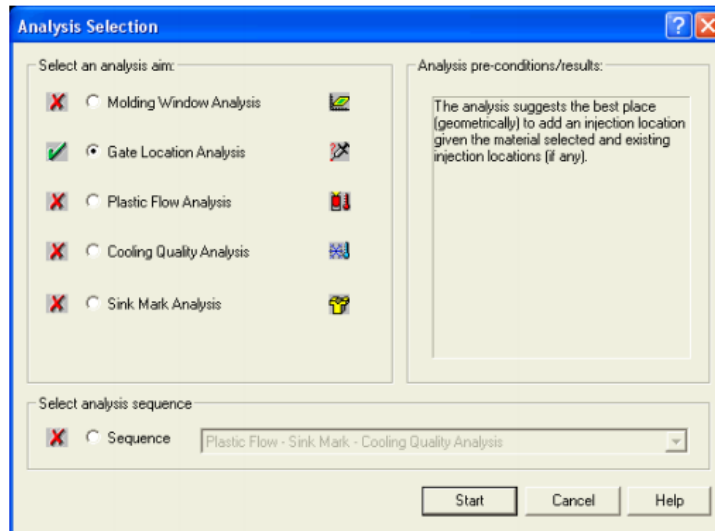 Analysis Selection
Select an analysis aim:
Molding Window Analysis
Gate Location Analysis
Plastic Flow Analysis
Cooling Quality Analysis
Sink Mark Analysis
Analysis pre-conditions/results:
The analysis suggests the best place
(geometrically) to add an injection location
given the material selected and existing
injection locations (if any).
Select analysis sequence
Sequence
Plastic Flow - Sink Mark - Cooling Quality Analysis
Start
Cancel
Help